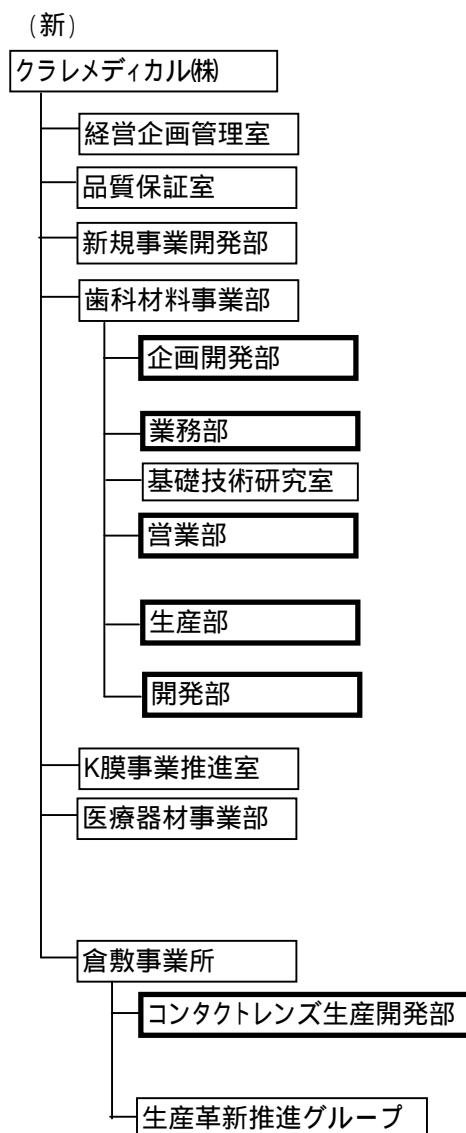 (新)
クラレメディカル㈱
経営企画管理室
品質保証室
新規事業開発部
歯科材料事業部
企画開発部
業務部
基礎技術研究室
営業部
生産部
開発部
K膜事業推進室
医療器材事業部
倉敷事業所
コンタクトレンズ生産開発部
生産革新推進グループ